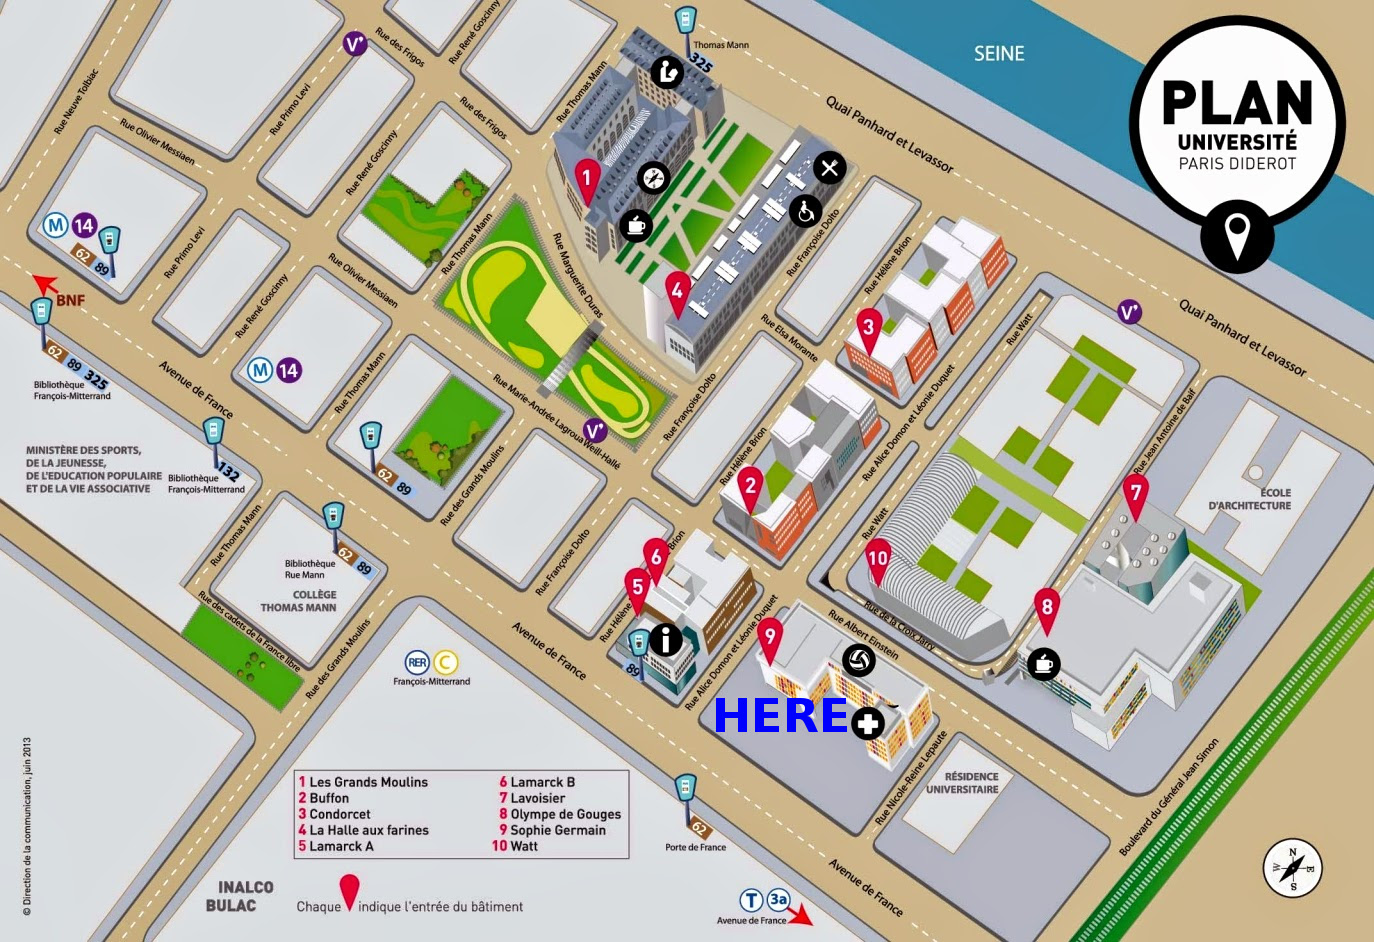 PLAN
UNIVERSITÉ
PARIS DIDEROT
SEINE
Quai Panhard et Levassor
Quai Panhard et Levassor
Thomas Mann
325
Rue Neuve Tolbiac
Rue Olivier Messiaen
Rue Primo Levi
V'
Rue des Frigos
Rue René Goscinny
Rue René Goscinny
Rue des Frigos
Rue Thomas Mann
1
M 14
62 89
Rue Primo Levi
Rue René Goscinny
Rue Olivier Messiaen
Rue Thomas Mann
Rue Marguerite Duras
4
Rue Françoise Dolto
Rue Hélène Brion
Rue Elsa Morante
3
Rue Watt
V'
Rue Jean Antoine de Baïf
BNF
62 89 325
Bibliothèque
François-Mitterrand
Avenue de France
M 14
Rue Thomas Mann
Rue Marie-Andrée Lagroua Weill-Hallé
V'
Rue Françoise Dolto
Rue Hélène Brion
2
Rue Alice Domon et Léonie Duquet
Rue Watt
7
ÉCOLE
D'ARCHITECTURE
MINISTÈRE DES SPORTS,
DE LA JEUNESSE,
DE L'EDUCATION POPULAIRE
ET DE LA VIE ASSOCIATIVE
132
Bibliothèque
François-Mitterrand
62 89
Rue des Grands Moulins
Rue Thomas Mann
62 89
Bibliothèque
Rue Mann
COLLÈGE
THOMAS MANN
Rue des cadets de la France libre
Rue des Grands Moulins
Rue Françoise Dolto
Rue Hélène Brion
6
5
89
Avenue de France
Rue Alice Domon et Léonie Duquet
10
Rue de la Croix Jarry
Rue Albert Einstein
9
8
HERE
RER C
François-Mitterrand
Rue Nicole-Reine Lepaute
RÉSIDENCE
UNIVERSITAIRE
Boulevard du Général Jean Simon
62
Porte de France
Avenue de France
T 3a
Avenue de France
1 Les Grands Moulins
2 Buffon
3 Condorcet
4 La Halle aux farines
5 Lamarck A
6 Lamarck B
7 Lavoisier
8 Olympe de Gouges
9 Sophie Germain
10 Watt
INALCO
BULAC
Chaque indique l'entrée du bâtiment
N
W E
S
© Direction de la communication, juin 2013